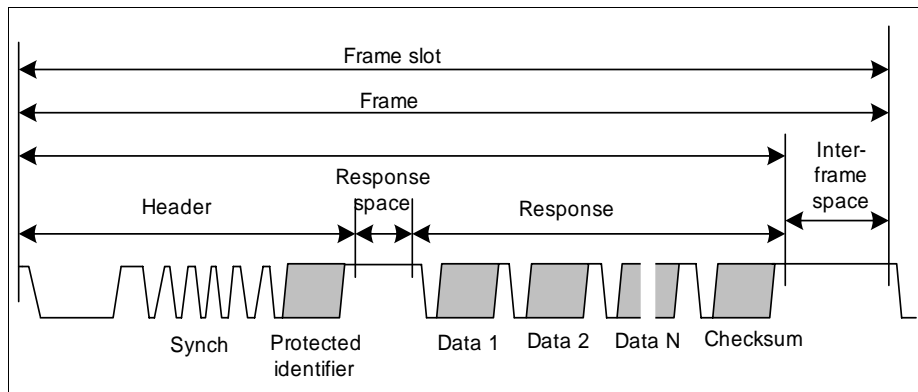 Frame slot
Frame
Inter-
frame
space
Response
space
Header
Response
Synch
Protected
identifier
Data 1
Data 2
Data N
Checksum